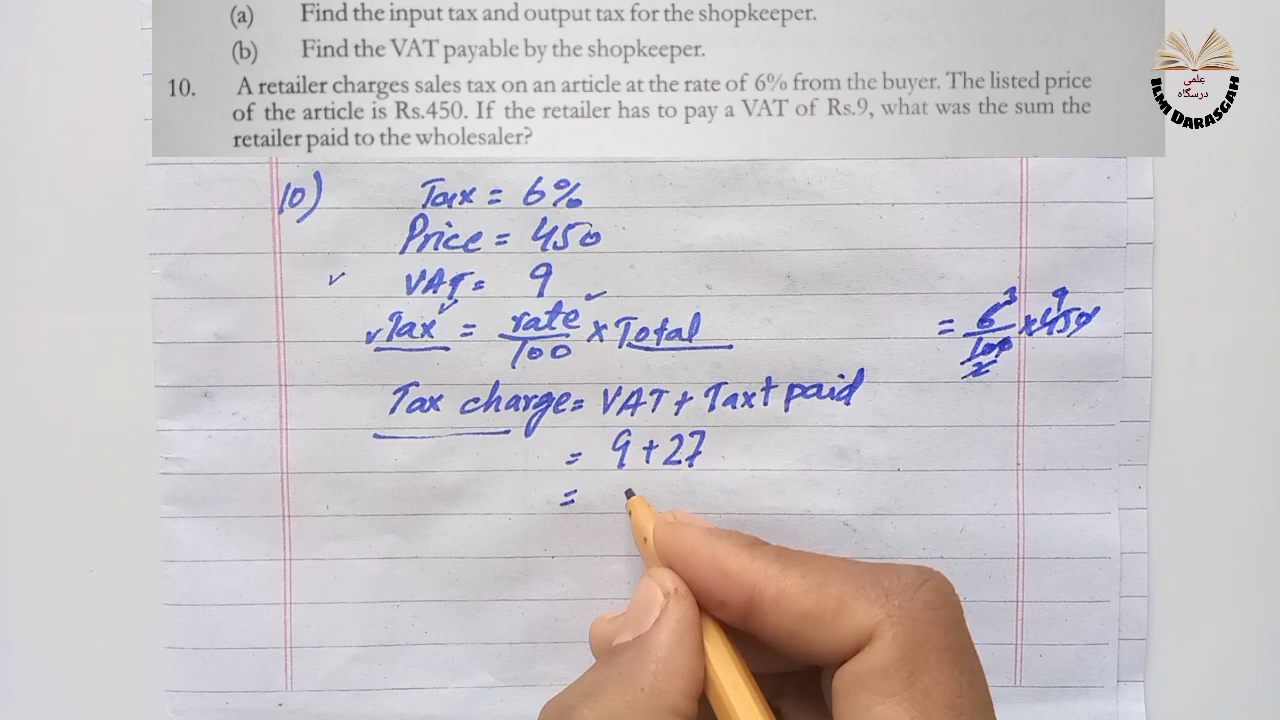 (a) Find the input tax and output tax for the shopkeeper.
(b) Find the VAT payable by the shopkeeper.
10. A retailer charges sales tax on an article at the rate of 6% from the buyer. The listed price
of the article is Rs.450. If the retailer has to pay a VAT of Rs.9, what was the sum the
retailer paid to the wholesaler?
علمی
درسگاہ
ILMI DARASGAH
10) Tax = 6%
Price = 450
✓ VAT = 9
✓Tax = rate/100 × Total
= 6/100 × 450
3 9
2
Tax charge = VAT + Tax + paid
= 9 + 27
=